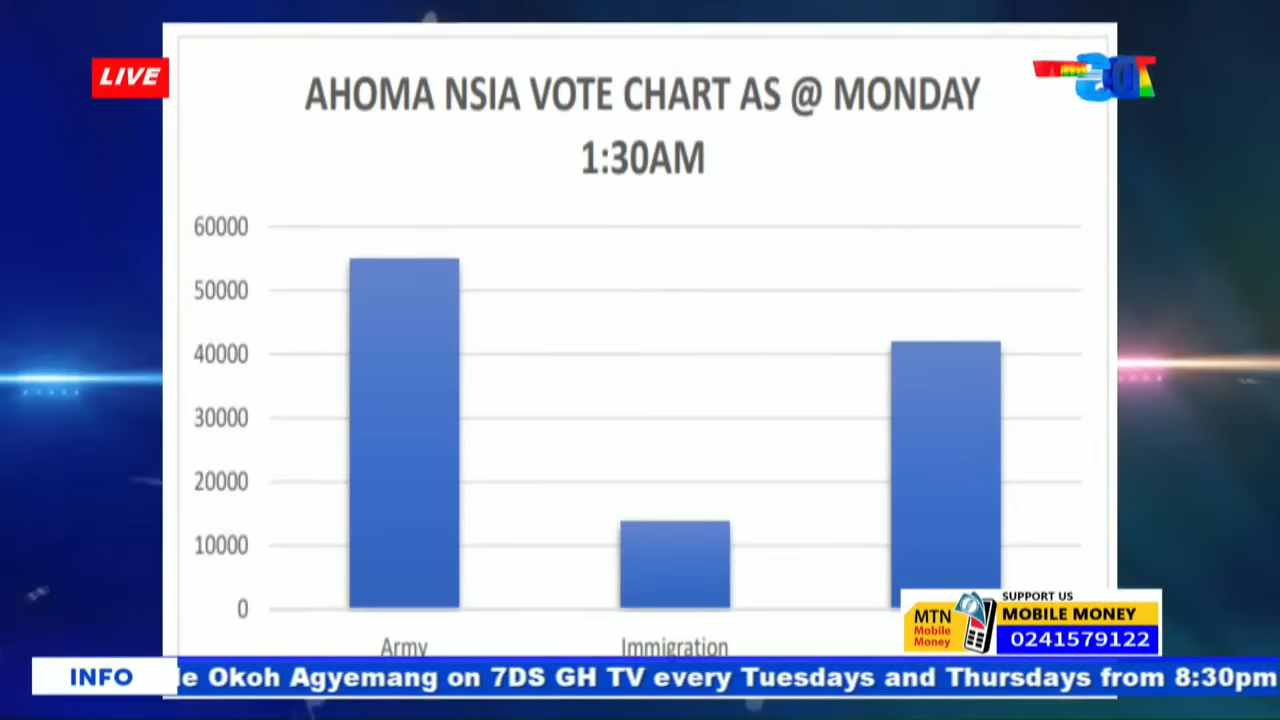 LIVE
AHOMA NSIA VOTE CHART AS @ MONDAY
1:30AM
60000
50000
40000
30000
20000
10000
0
Army
Immigration
SUPPORT US
MTN
Mobile
Money
MOBILE MONEY
0241579122
INFO
le Okoh Agyemang on 7DS GH TV every Tuesdays and Thursdays from 8:30pm